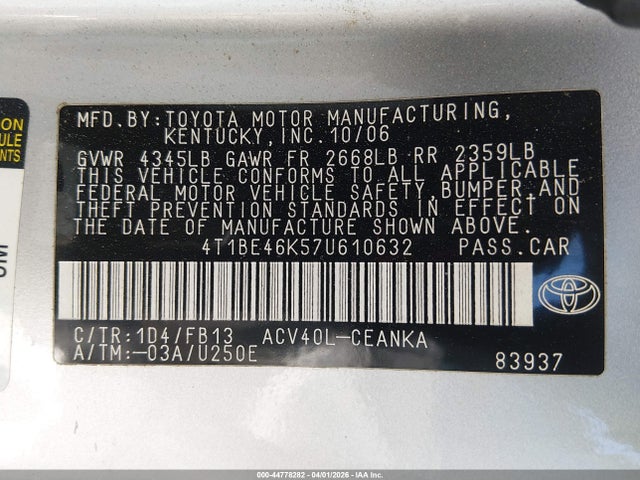 MFD. BY: TOYOTA MOTOR MANUFACTURING,
KENTUCKY, INC. 10/06
GVWR 4345LB GAWR FR 2668LB RR 2359LB
THIS VEHICLE CONFORMS TO ALL APPLICABLE
FEDERAL MOTOR VEHICLE SAFETY, BUMPER, AND
THEFT PREVENTION STANDARDS IN EFFECT ON
THE DATE OF MANUFACTURE SHOWN ABOVE.
4T1BE46K57U610632 PASS.CAR
C/TR:1D4/FB13 ACV40L-CEANKA
A/TM:-03A/U250E
83937
ON
ULE
NTS
000-44778282 - 04/01/2026 - IAA Inc.